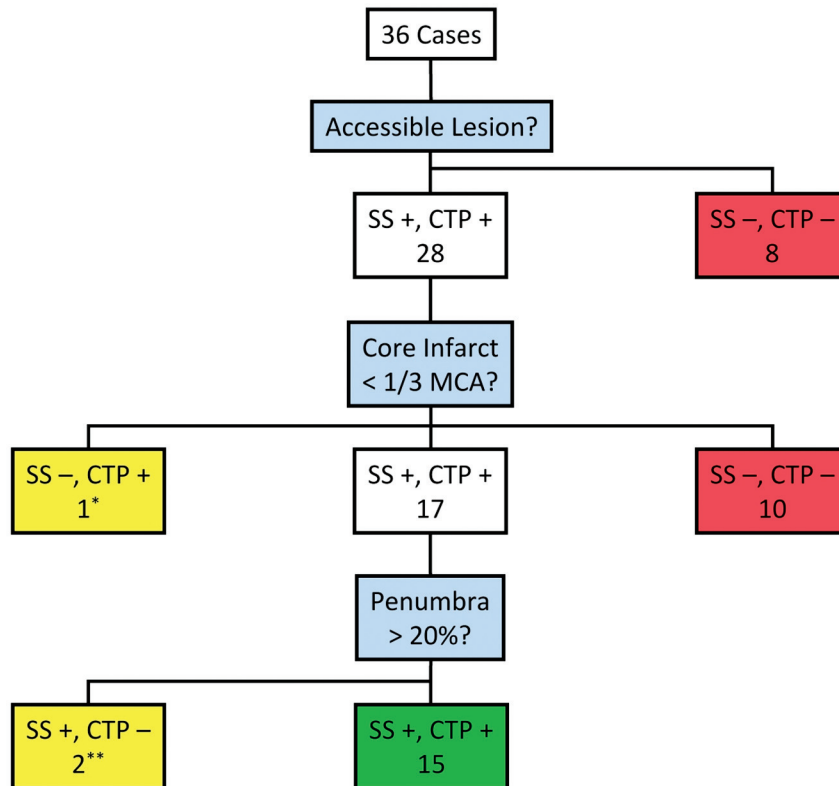 36 Cases
Accessible Lesion?
SS +, CTP +
28
SS –, CTP –
8
Core Infarct
< 1/3 MCA?
SS –, CTP +
1*
SS +, CTP +
17
SS –, CTP –
10
Penumbra
> 20%?
SS +, CTP –
2**
SS +, CTP +
15